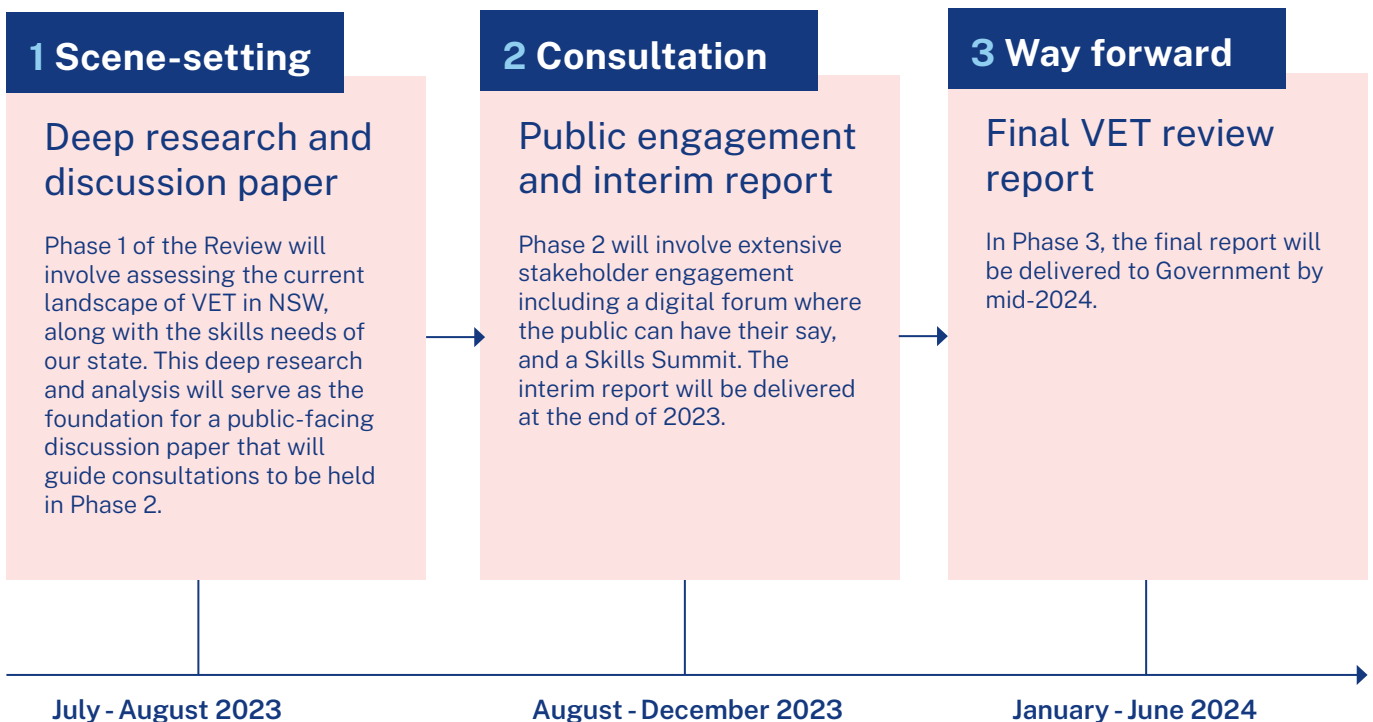 1 Scene-setting
Deep research and
discussion paper
Phase 1 of the Review will
involve assessing the current
landscape of VET in NSW,
along with the skills needs of
our state. This deep research
and analysis will serve as the
foundation for a public-facing
discussion paper that will
guide consultations to be held
in Phase 2.
July - August 2023
2 Consultation
Public engagement
and interim report
Phase 2 will involve extensive
stakeholder engagement
including a digital forum where
the public can have their say,
and a Skills Summit. The
interim report will be delivered
at the end of 2023.
August - December 2023
3 Way forward
Final VET review
report
In Phase 3, the final report will
be delivered to Government by
mid-2024.
January - June 2024